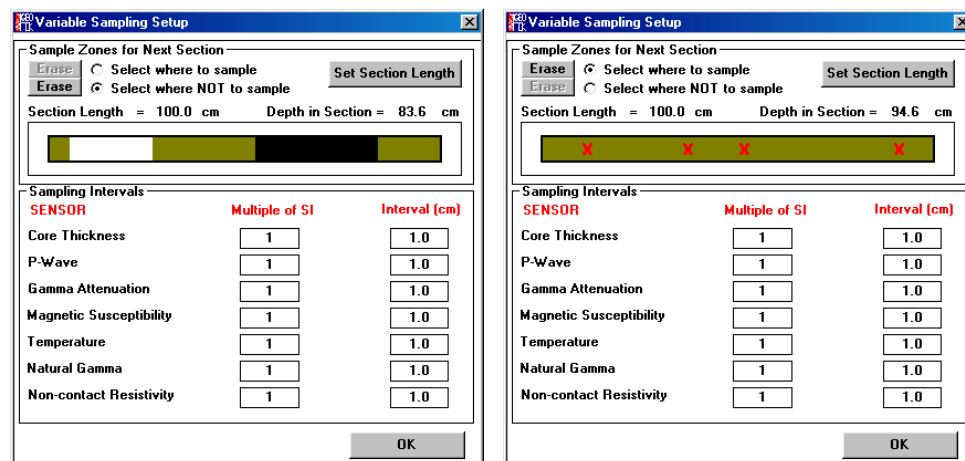 Variable Sampling Setup
Sample Zones for Next Section
Erase Select where to sample
Erase Select where NOT to sample
Set Section Length
Section Length = 100.0 cm Depth in Section = 83.6 cm
Sampling Intervals
SENSOR Multiple of SI Interval (cm)
Core Thickness 1 1.0
P-Wave 1 1.0
Gamma Attenuation 1 1.0
Magnetic Susceptibility 1 1.0
Temperature 1 1.0
Natural Gamma 1 1.0
Non-contact Resistivity 1 1.0
OK
Variable Sampling Setup
Sample Zones for Next Section
Erase Select where to sample
Erase Select where NOT to sample
Set Section Length
Section Length = 100.0 cm Depth in Section = 94.6 cm
X X X X
Sampling Intervals
SENSOR Multiple of SI Interval (cm)
Core Thickness 1 1.0
P-Wave 1 1.0
Gamma Attenuation 1 1.0
Magnetic Susceptibility 1 1.0
Temperature 1 1.0
Natural Gamma 1 1.0
Non-contact Resistivity 1 1.0
OK